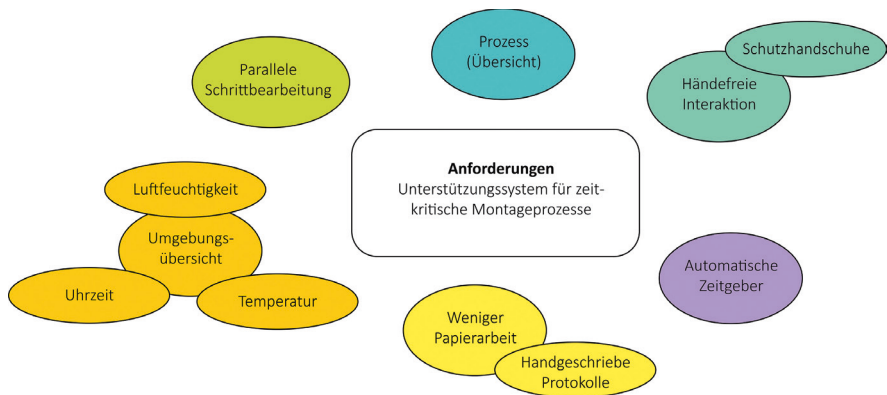 Prozess
(Übersicht)
Schutzhandschuhe
Parallele
Schrittbearbeitung
Händefreie
Interaktion
Anforderungen
Unterstützungssystem für zeit-
kritische Montageprozesse
Luftfeuchtigkeit
Umgebungs-
übersicht
Uhrzeit
Temperatur
Automatische
Zeitgeber
Weniger
Papierarbeit
Handgeschriebe
Protokolle